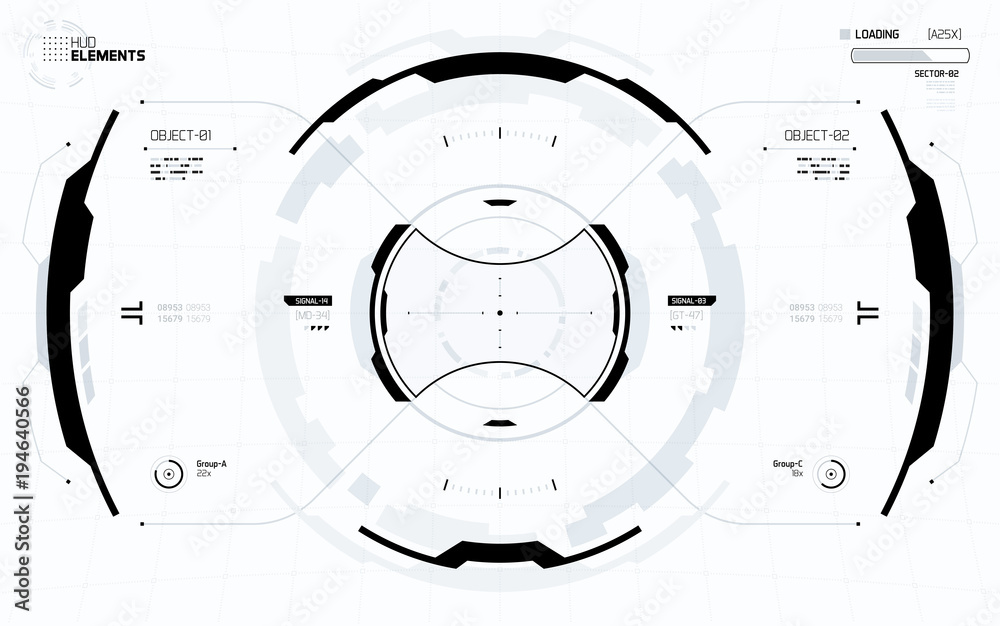 HUD
ELEMENTS
LOADING [A25X]
SECTOR-02
OBJECT-01
OBJECT-02
SIGNAL-14
[MD-34]
SIGNAL-03
[GT-47]
08953 08953
15679 15679
08953 08953
15679 15679
Group-A
22x
Group-C
18x
Adobe Stock | #194640566